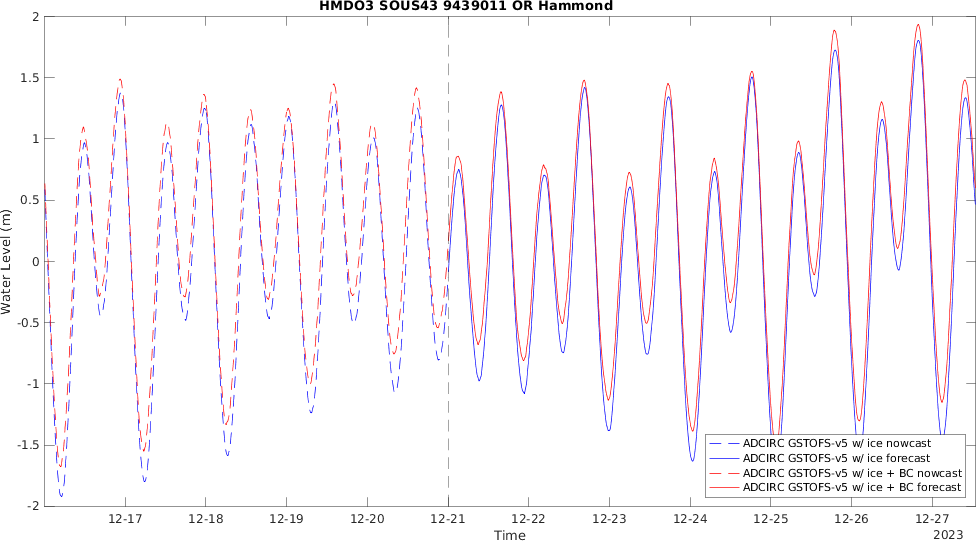 HMDO3 SOUS43 9439011 OR Hammond
2
1.5
1
0.5
0
-0.5
-1
-1.5
-2
Water Level (m)
ADCIRC GSTOFS-v5 w/ ice nowcast
ADCIRC GSTOFS-v5 w/ ice forecast
ADCIRC GSTOFS-v5 w/ ice + BC nowcast
ADCIRC GSTOFS-v5 w/ ice + BC forecast
12-17 12-18 12-19 12-20 12-21 12-22 12-23 12-24 12-25 12-26 12-27
Time
2023